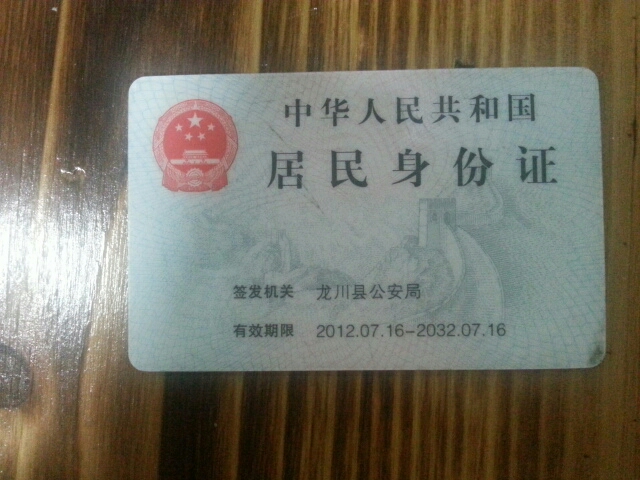 中华人民共和国
居民身份证
签发机关 龙川县公安局
有效期限 2012.07.16-2032.07.16